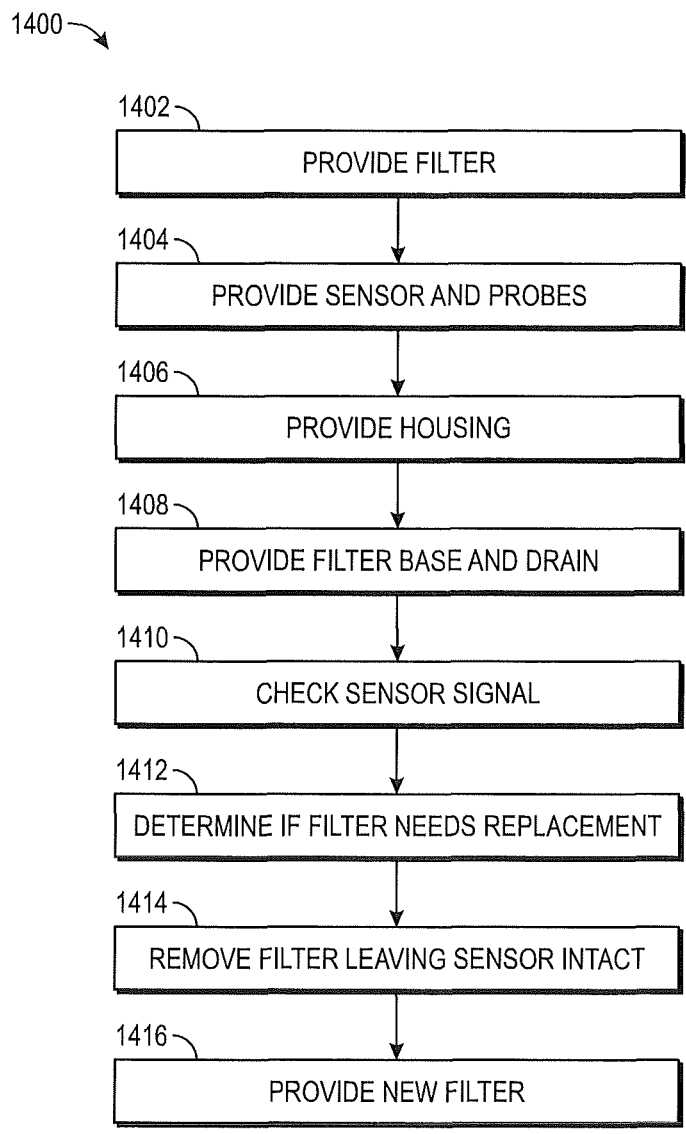 1400
1402
PROVIDE FILTER
1404
PROVIDE SENSOR AND PROBES
1406
PROVIDE HOUSING
1408
PROVIDE FILTER BASE AND DRAIN
1410
CHECK SENSOR SIGNAL
1412
DETERMINE IF FILTER NEEDS REPLACEMENT
1414
REMOVE FILTER LEAVING SENSOR INTACT
1416
PROVIDE NEW FILTER